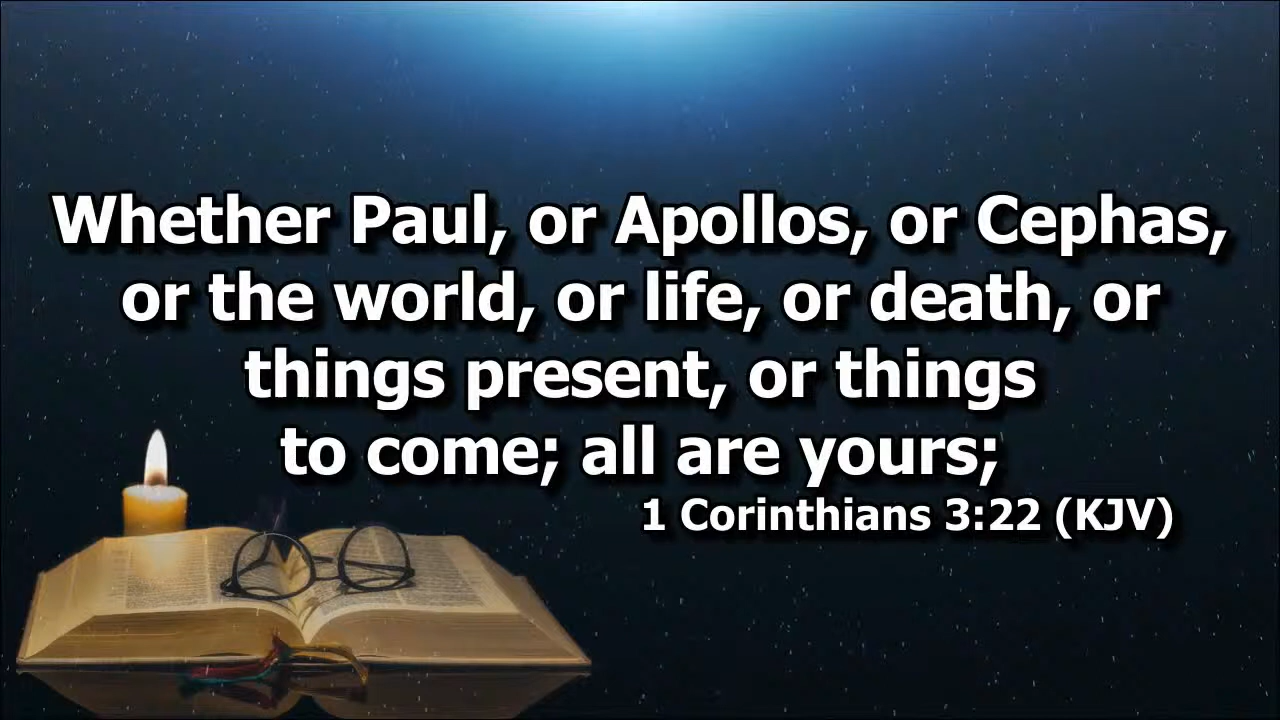 Whether Paul, or Apollos, or Cephas,
or the world, or life, or death, or
things present, or things
to come; all are yours;
1 Corinthians 3:22 (KJV)